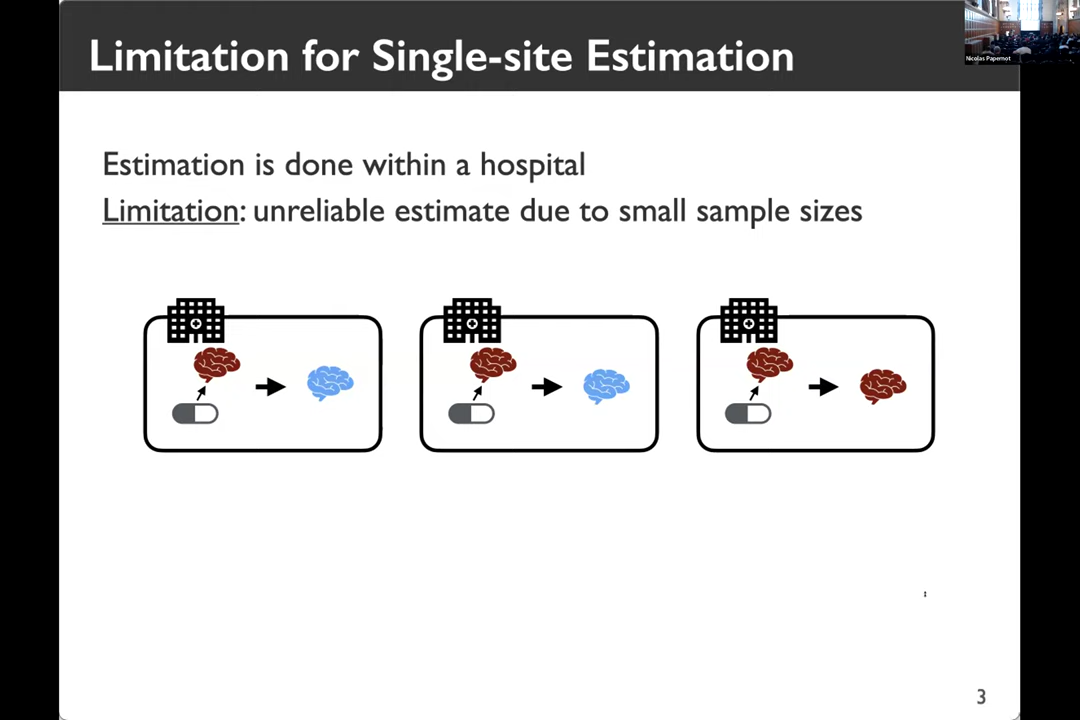 Limitation for Single-site Estimation
Nicolas Papernot
Estimation is done within a hospital
Limitation: unreliable estimate due to small sample sizes
3